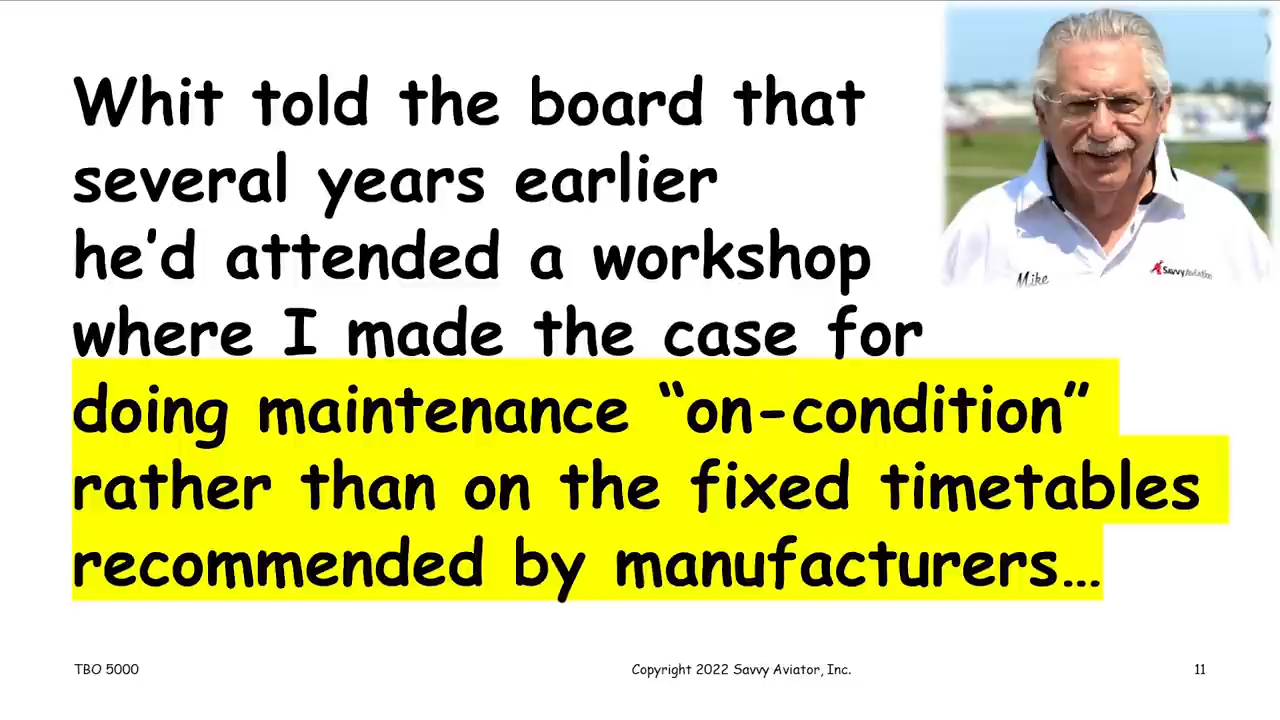 Whit told the board that
several years earlier
he’d attended a workshop
where I made the case for
doing maintenance “on-condition”
rather than on the fixed timetables
recommended by manufacturers…
Mike
SavvyAviation
TBO 5000
Copyright 2022 Savvy Aviator, Inc.
11